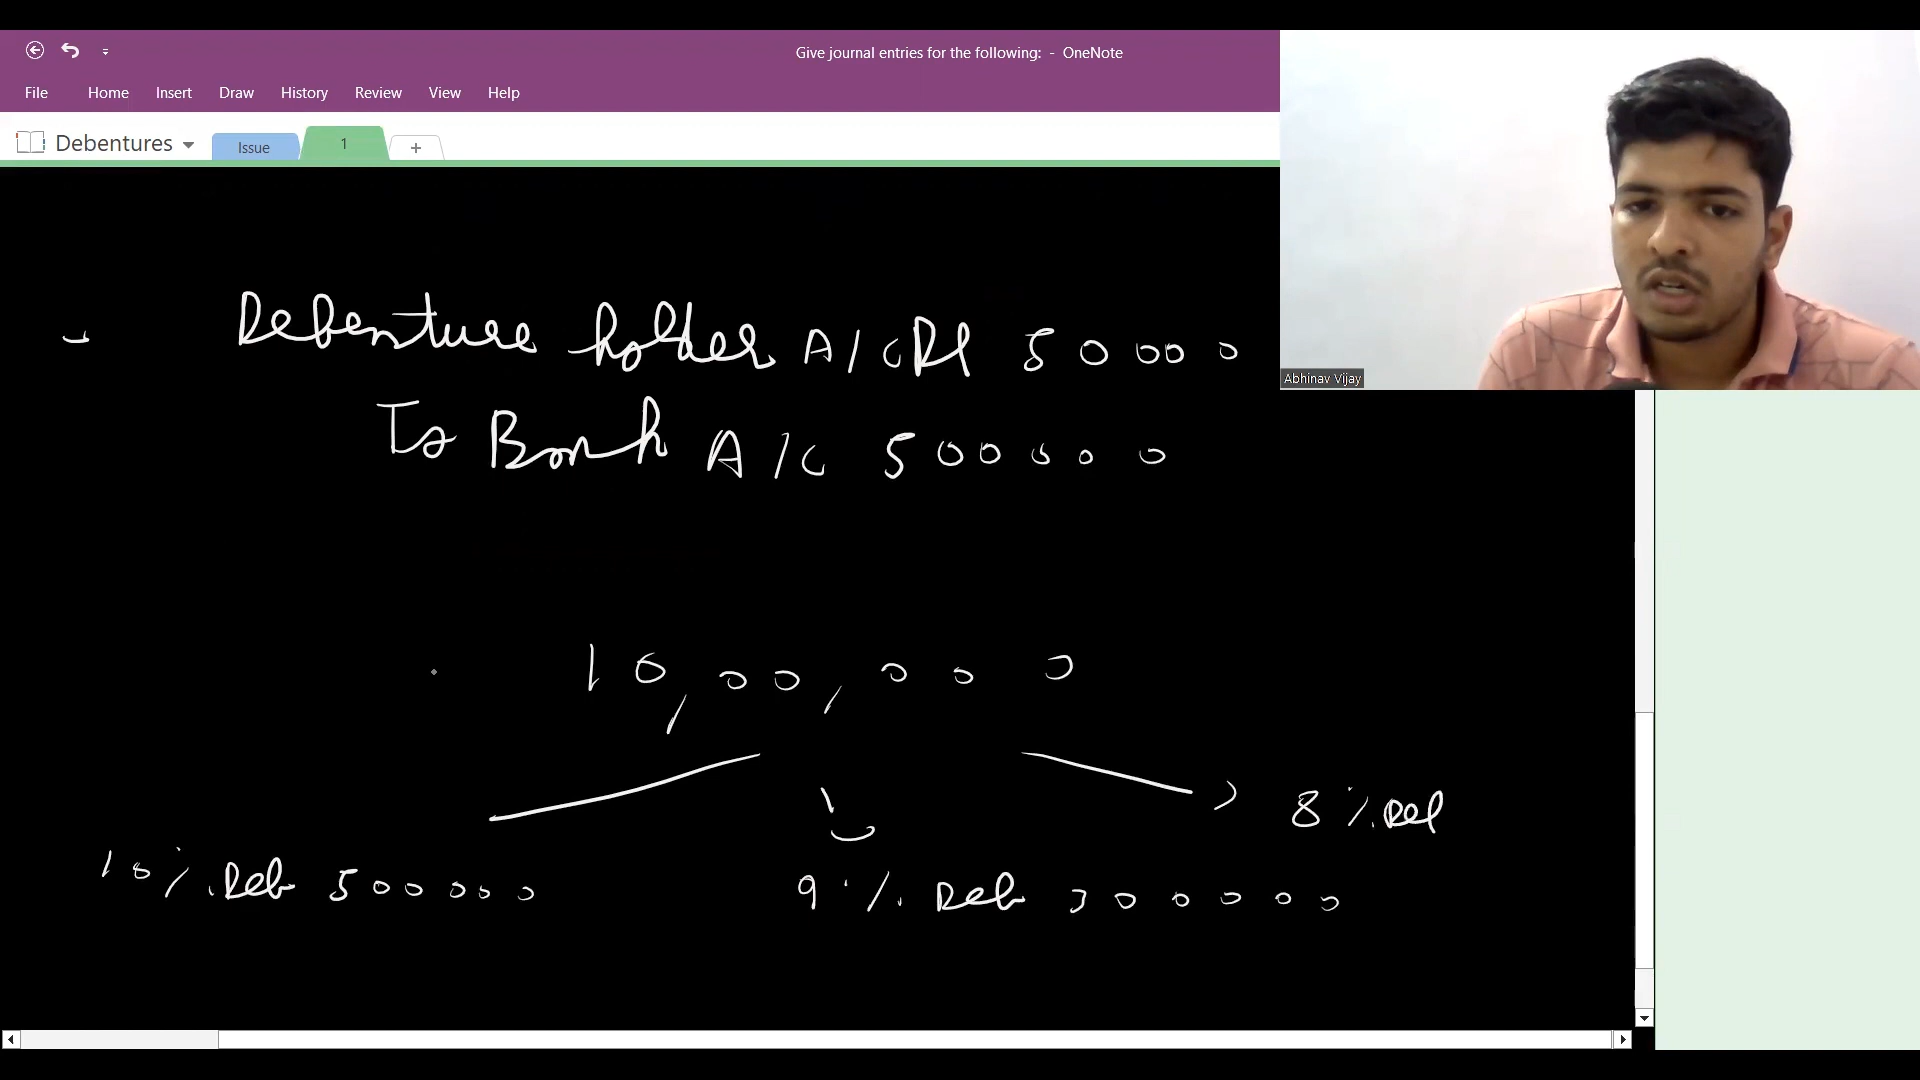 Give journal entries for the following: - OneNote
File Home Insert Draw History Review View Help
Debentures Issue 1 +
Debenture holder A/C Dr 50000
To Bank A/C 500000
Abhinav Vijay
10,00,000
8%. Deb
10%. Deb 500000
9%. Deb 300000